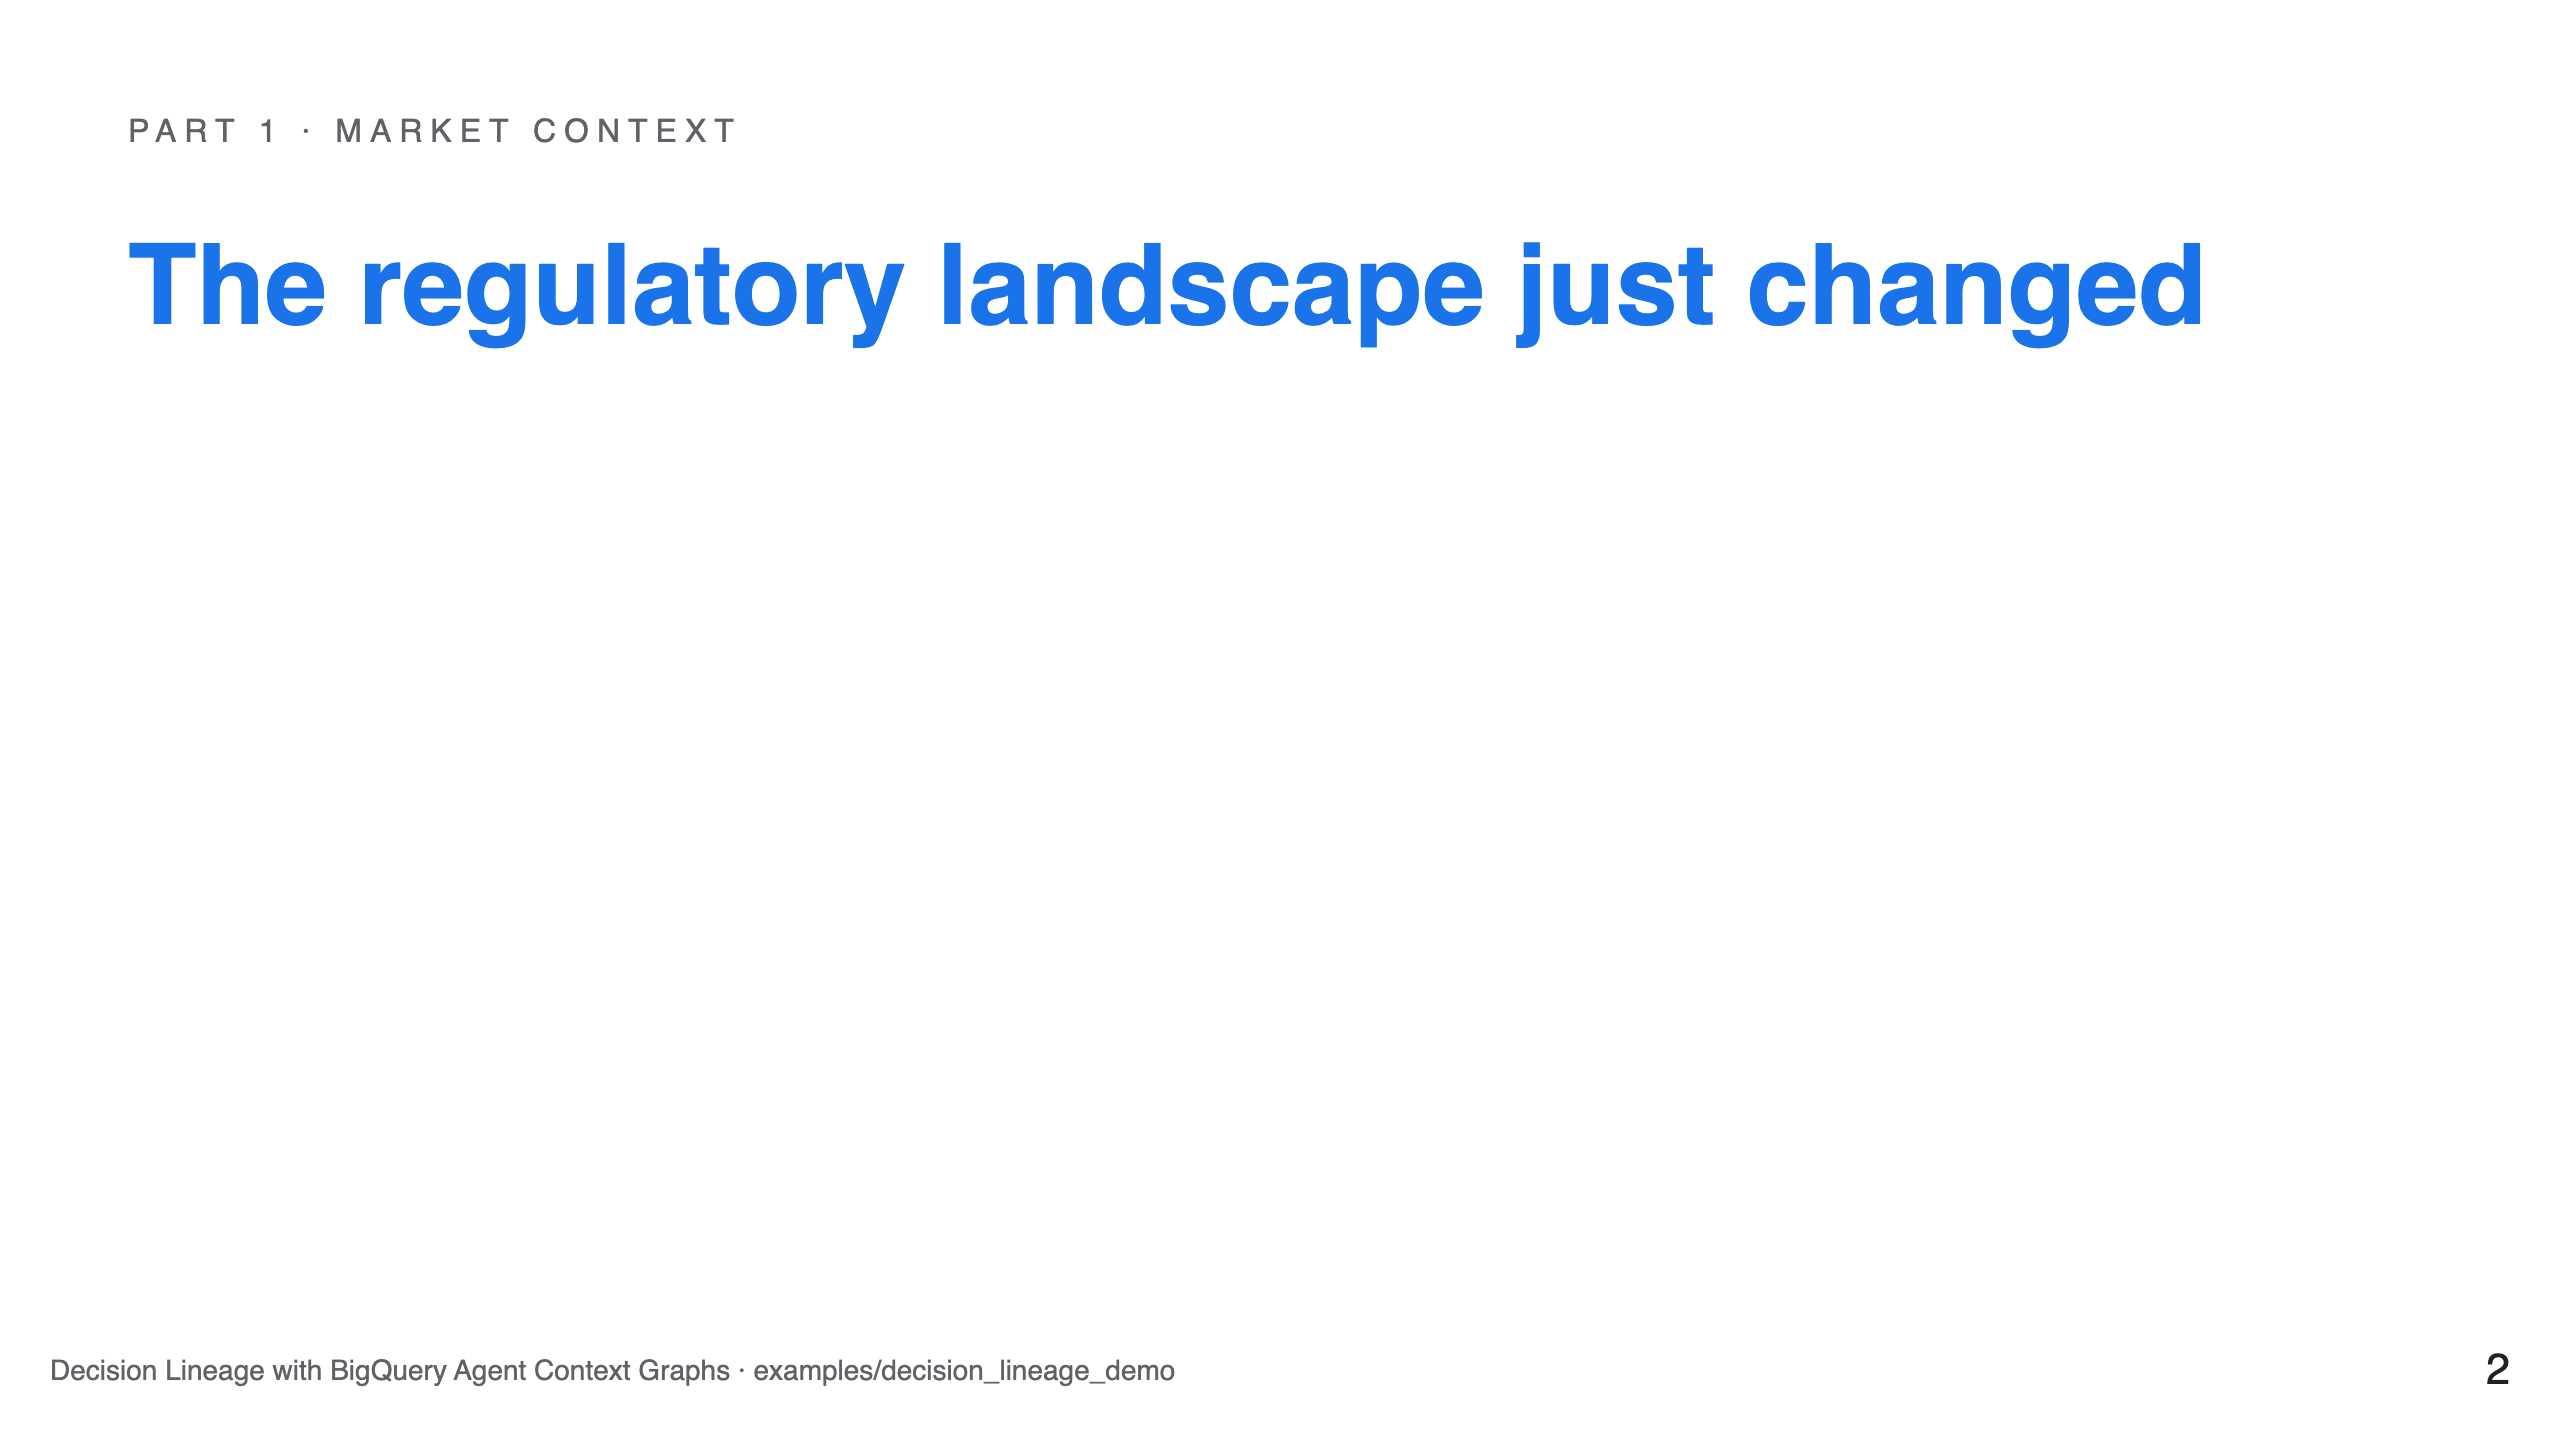 PART 1 · MARKET CONTEXT
The regulatory landscape just changed
Decision Lineage with BigQuery Agent Context Graphs · examples/decision_lineage_demo
2